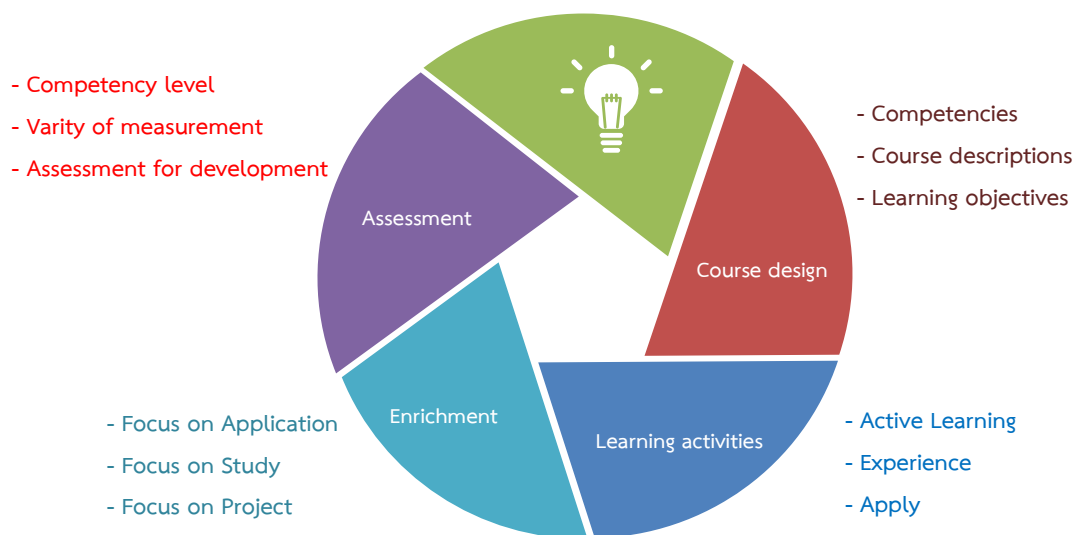 - Competency level
- Varity of measurement
- Assessment for development
- Competencies
- Course descriptions
- Learning objectives
Assessment
Course design
Enrichment
Learning activities
- Focus on Application
- Focus on Study
- Focus on Project
- Active Learning
- Experience
- Apply